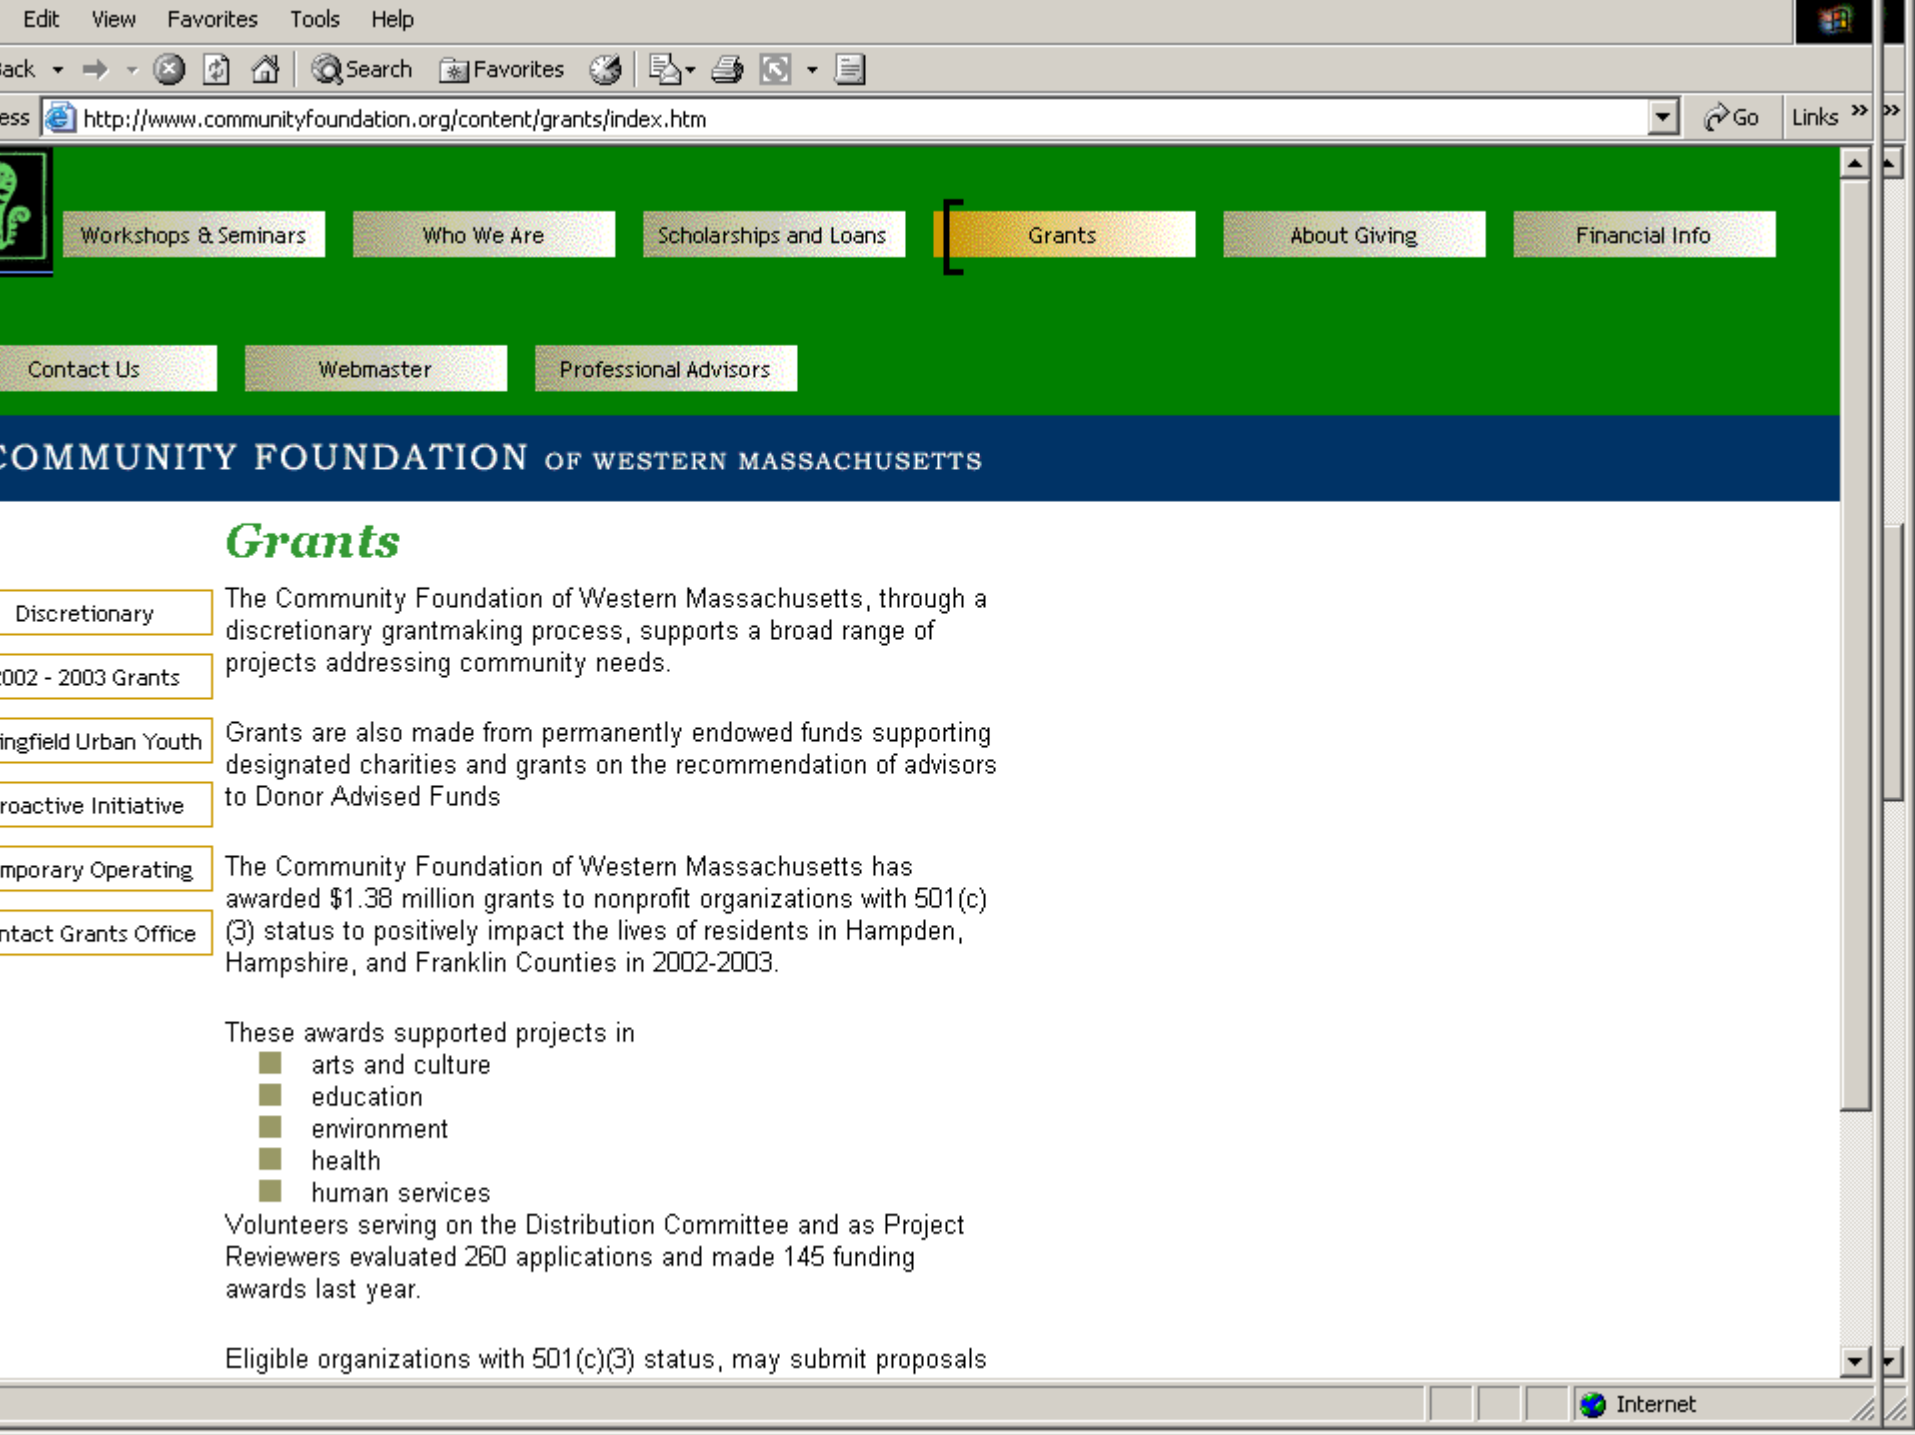 Edit View Favorites Tools Help
Back Search Favorites
ess http://www.communityfoundation.org/content/grants/index.htm Go Links »
Workshops & Seminars Who We Are Scholarships and Loans Grants About Giving Financial Info
Contact Us Webmaster Professional Advisors
COMMUNITY FOUNDATION OF WESTERN MASSACHUSETTS
Grants
Discretionary
2002 - 2003 Grants
ingfield Urban Youth
roactive Initiative
mporary Operating
ntact Grants Office
The Community Foundation of Western Massachusetts, through a
discretionary grantmaking process, supports a broad range of
projects addressing community needs.
Grants are also made from permanently endowed funds supporting
designated charities and grants on the recommendation of advisors
to Donor Advised Funds
The Community Foundation of Western Massachusetts has
awarded $1.38 million grants to nonprofit organizations with 501(c)
(3) status to positively impact the lives of residents in Hampden,
Hampshire, and Franklin Counties in 2002-2003.
These awards supported projects in
arts and culture
education
environment
health
human services
Volunteers serving on the Distribution Committee and as Project
Reviewers evaluated 260 applications and made 145 funding
awards last year.
Eligible organizations with 501(c)(3) status, may submit proposals
Internet